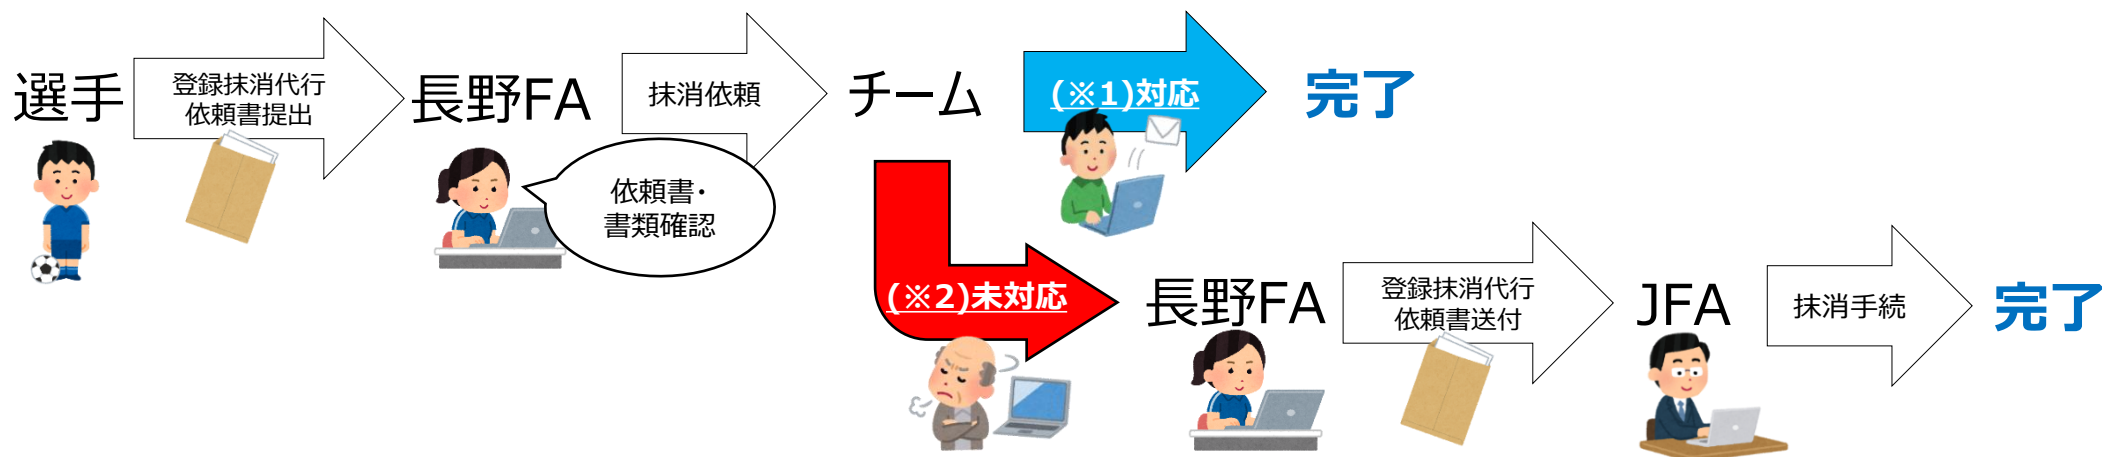 選手
登録抹消代行
依頼書提出
長野FA
抹消依頼
チーム
(※1)対応
完了
依頼書・
書類確認
(※2)未対応
長野FA
登録抹消代行
依頼書送付
JFA
抹消手続
完了